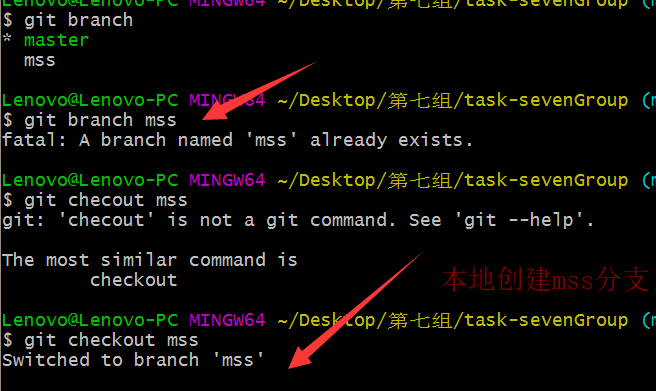 Lenovo@Lenovo-PC MINGW64 ~/Desktop/第七组/task-sevenGroup (m
$ git branch
* master
  mss
Lenovo@Lenovo-PC MINGW64 ~/Desktop/第七组/task-sevenGroup (m
$ git branch mss
fatal: A branch named 'mss' already exists.
Lenovo@Lenovo-PC MINGW64 ~/Desktop/第七组/task-sevenGroup (m
$ git checout mss
git: 'checout' is not a git command. See 'git --help'.
The most similar command is
        checkout
本地创建mss分支
Lenovo@Lenovo-PC MINGW64 ~/Desktop/第七组/task-sevenGroup (m
$ git checkout mss
Switched to branch 'mss'